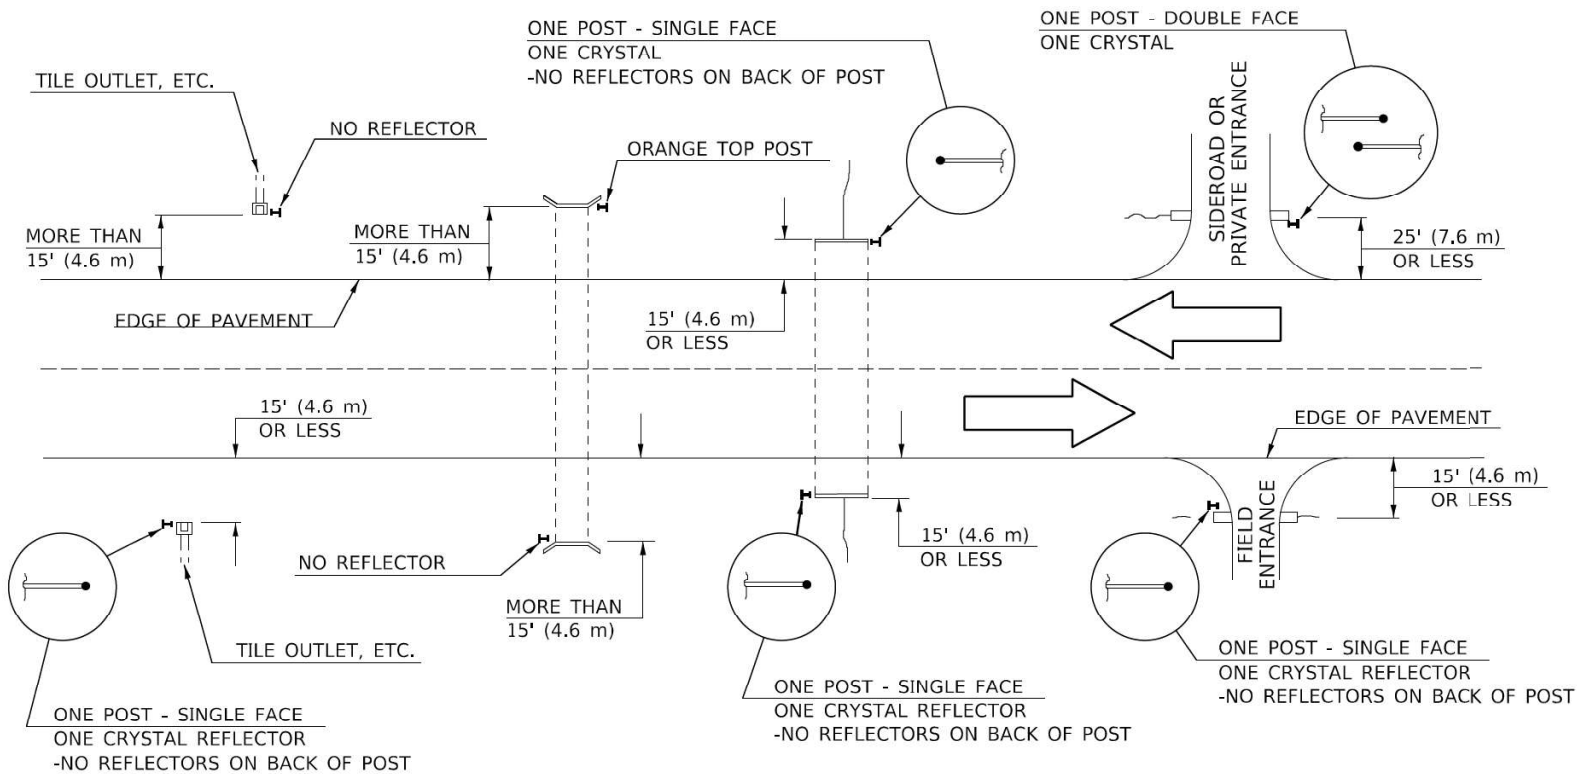 ONE POST - SINGLE FACE
ONE CRYSTAL
-NO REFLECTORS ON BACK OF POST
ONE POST - DOUBLE FACE
ONE CRYSTAL
TILE OUTLET, ETC.
NO REFLECTOR
ORANGE TOP POST
SIDEROAD OR
PRIVATE ENTRANCE
MORE THAN
15' (4.6 m)
MORE THAN
15' (4.6 m)
25' (7.6 m)
OR LESS
EDGE OF PAVEMENT
15' (4.6 m)
OR LESS
15' (4.6 m)
OR LESS
EDGE OF PAVEMENT
15' (4.6 m)
OR LESS
FIELD
ENTRANCE
15' (4.6 m)
OR LESS
NO REFLECTOR
MORE THAN
15' (4.6 m)
TILE OUTLET, ETC.
ONE POST - SINGLE FACE
ONE CRYSTAL REFLECTOR
-NO REFLECTORS ON BACK OF POST
ONE POST - SINGLE FACE
ONE CRYSTAL REFLECTOR
-NO REFLECTORS ON BACK OF POST
ONE POST - SINGLE FACE
ONE CRYSTAL REFLECTOR
-NO REFLECTORS ON BACK OF POST